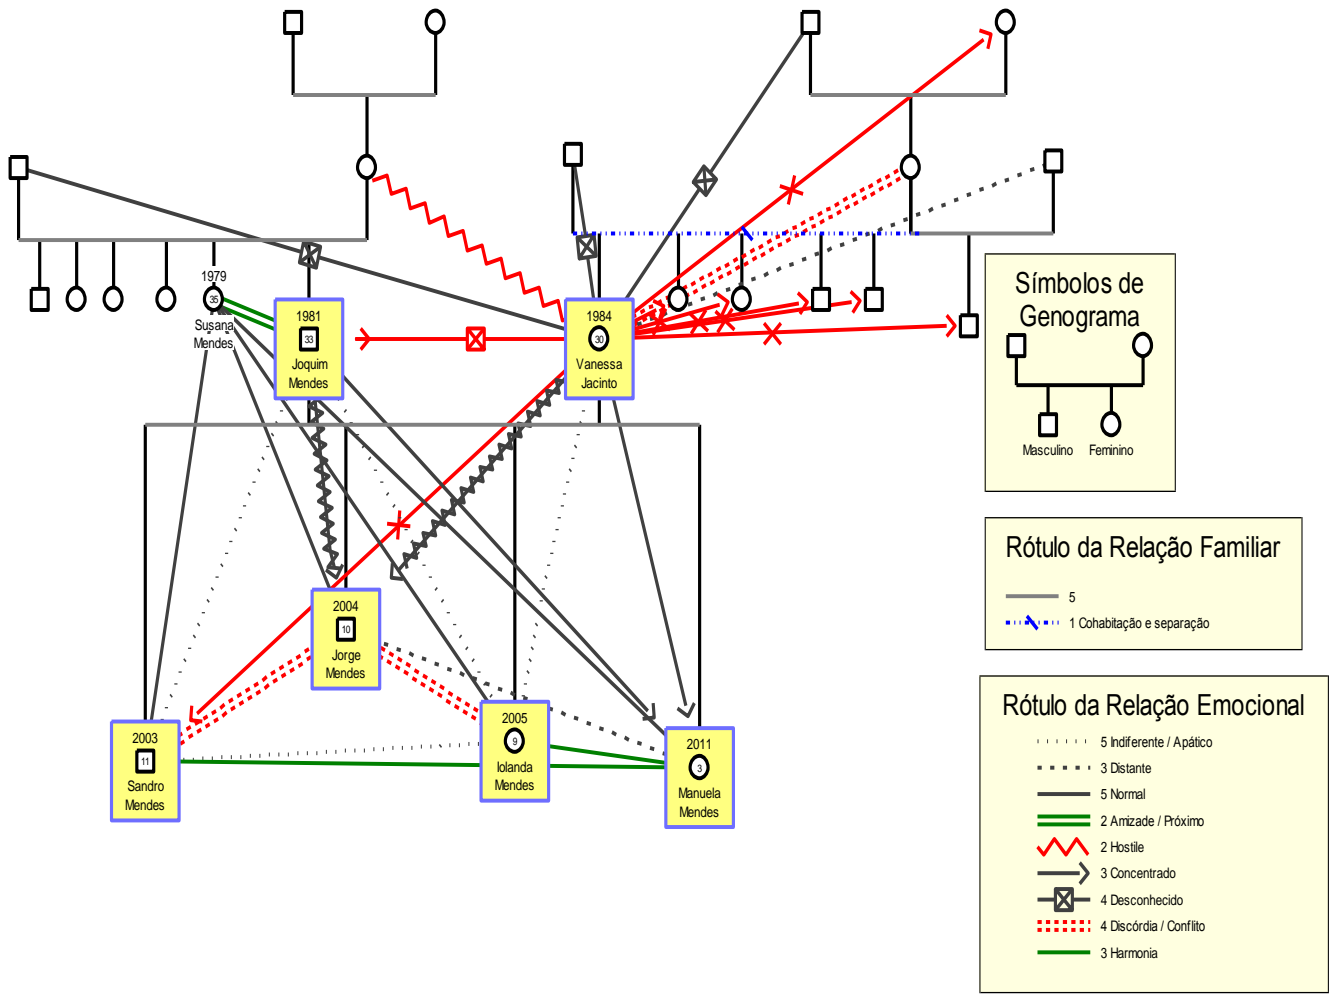 1979
35
Susana
Mendes
1981
33
Joquim
Mendes
1984
30
Vanessa
Jacinto
2004
10
Jorge
Mendes
2003
11
Sandro
Mendes
2005
9
Iolanda
Mendes
2011
3
Manuela
Mendes
Símbolos de
Genograma
Masculino Feminino
Rótulo da Relação Familiar
5
1 Cohabitação e separação
Rótulo da Relação Emocional
5 Indiferente / Apático
3 Distante
5 Normal
2 Amizade / Próximo
2 Hostile
3 Concentrado
4 Desconhecido
4 Discórdia / Conflito
3 Harmonia